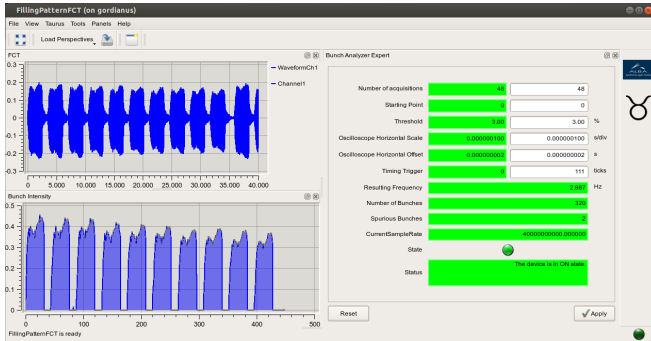 FillingPatternFCT (on gordianus)
File View Taurus Tools Panels Help
Load Perspectives
FCT
0.3
0.2
0.1
0
-0.1
-0.2
-0.3
0 5.000 10.000 15.000 20.000 25.000 30.000 35.000 40.000
WaveformCh1
Channel1
Bunch Intensity
0.5
0.4
0.3
0.2
0.1
0
0 100 200 300 400 500
FillingPatternFCT is ready
Bunch Analyzer Expert
Number of acquisitions 48 48
Starting Point 0 0
Threshold 3.00 3.00 %
Oscilloscope Horizontal Scale 0.000000100 0.000000100 s/div
Oscilloscope Horizontal Offset 0.000000002 0.000000002 s
Timing Trigger 0 111 ticks
Resulting Frequency 2.987 Hz
Number of Bunches 320
Spurious Bunches 2
CurrentSampleRate 40000000000.000000
State
Status The device is in ON state.
Reset Apply
ALBA